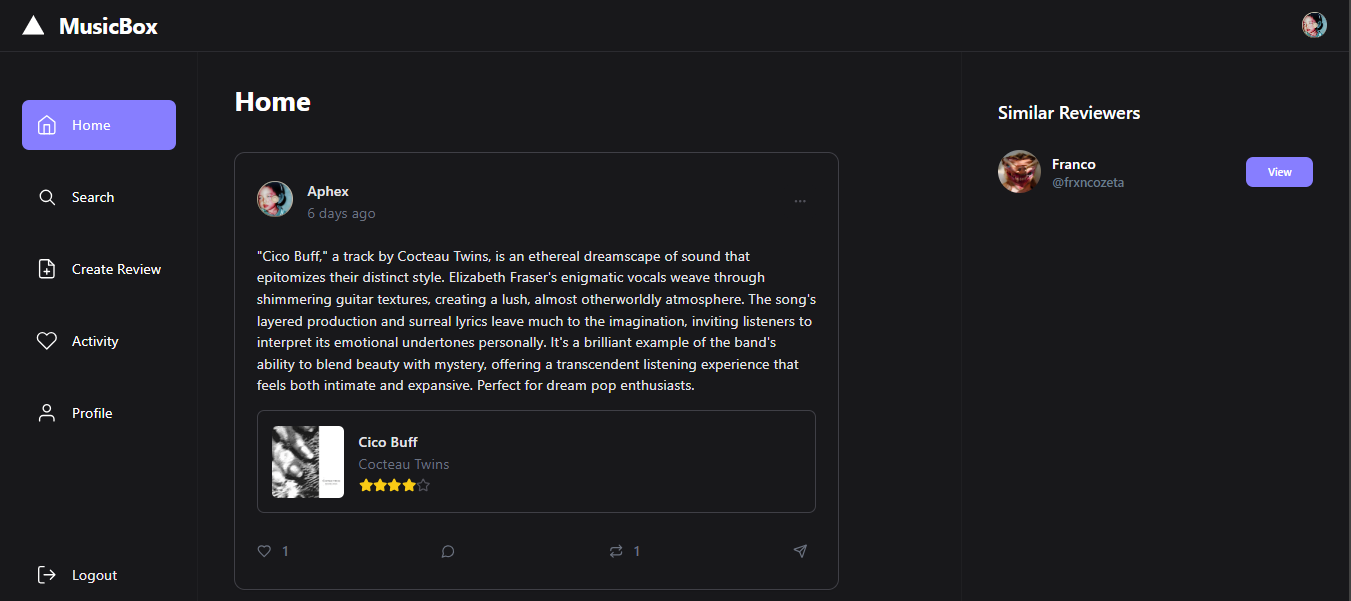 MusicBox
Home
Search
Create Review
Activity
Profile
Logout
Home
Aphex
6 days ago
"Cico Buff," a track by Cocteau Twins, is an ethereal dreamscape of sound that
epitomizes their distinct style. Elizabeth Fraser's enigmatic vocals weave through
shimmering guitar textures, creating a lush, almost otherworldly atmosphere. The song's
layered production and surreal lyrics leave much to the imagination, inviting listeners to
interpret its emotional undertones personally. It's a brilliant example of the band's
ability to blend beauty with mystery, offering a transcendent listening experience that
feels both intimate and expansive. Perfect for dream pop enthusiasts.
Cico Buff
Cocteau Twins
1
1
Similar Reviewers
Franco
@frxncozeta
View